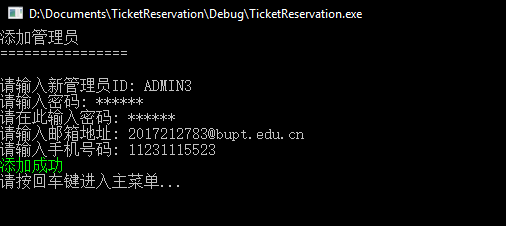 D:\Documents\TicketReservation\Debug\TicketReservation.exe
添加管理员
================
请输入新管理员ID: ADMIN3
请输入密码: ******
请在此输入密码: ******
请输入邮箱地址: 2017212783@bupt.edu.cn
请输入手机号码: 11231115523
添加成功
请按回车键进入主菜单...